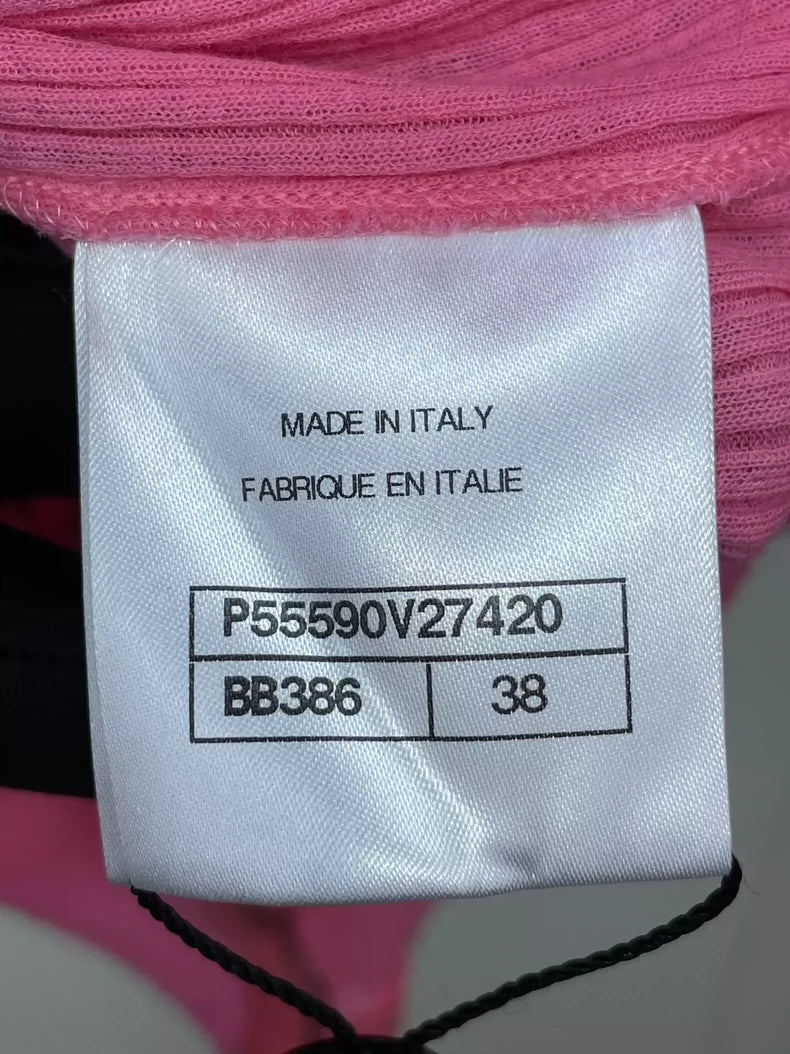 MADE IN ITALY
FABRIQUE EN ITALIE
P55590V27420
BB386 38